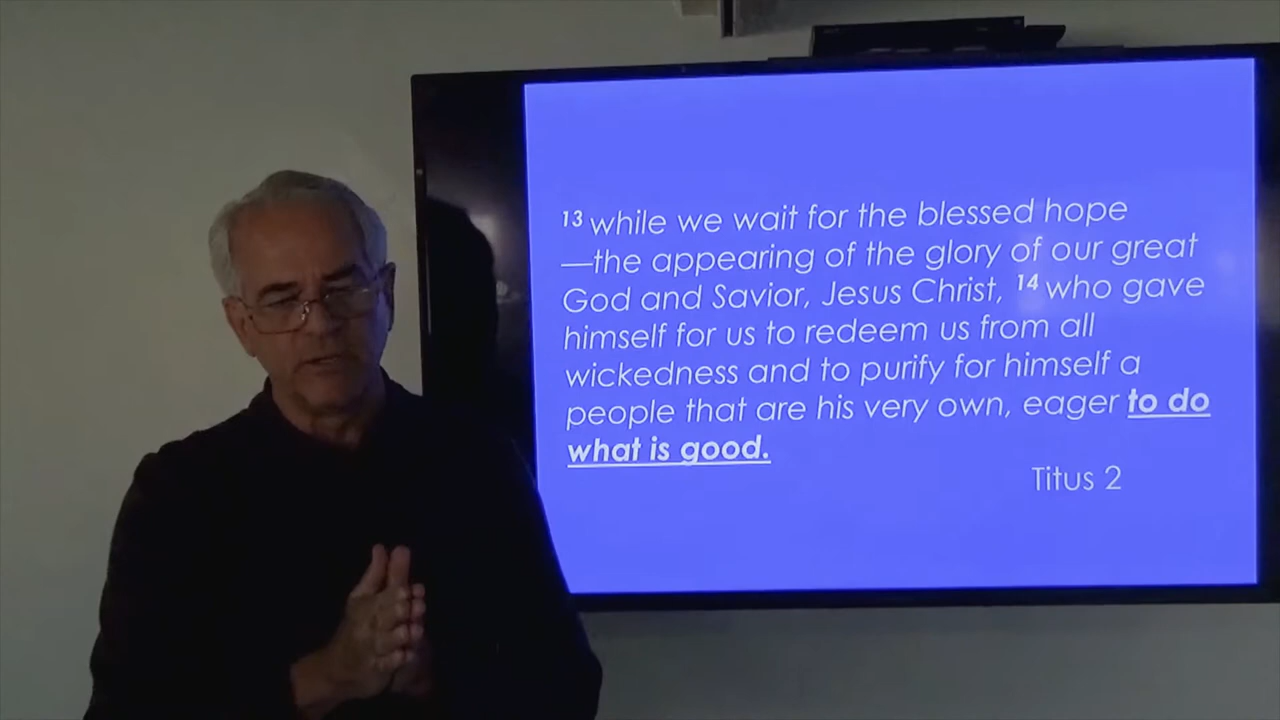 13 while we wait for the blessed hope
—the appearing of the glory of our great
God and Savior, Jesus Christ, 14 who gave
himself for us to redeem us from all
wickedness and to purify for himself a
people that are his very own, eager to do
what is good.
Titus 2